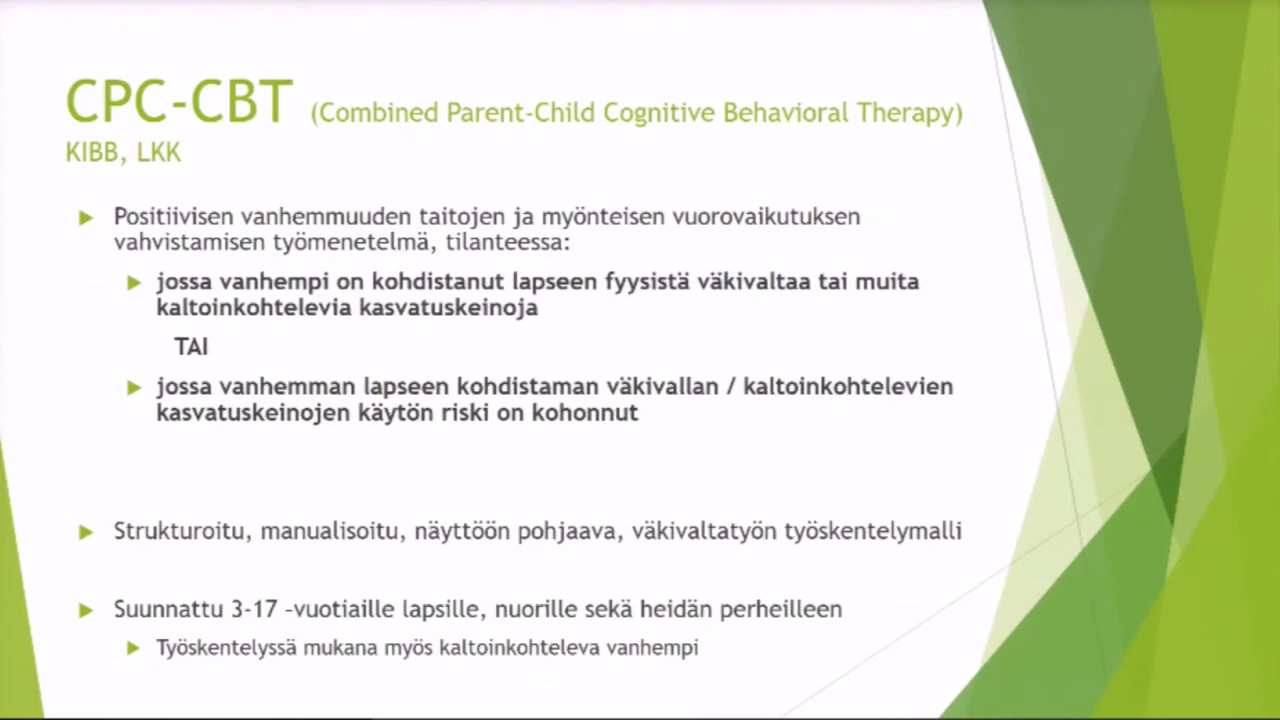 CPC-CBT (Combined Parent-Child Cognitive Behavioral Therapy)
KIBB, LKK
Positiivisen vanhemmuuden taitojen ja myönteisen vuorovaikutuksen
vahvistamisen työmenetelmä, tilanteessa:
jossa vanhempi on kohdistanut lapseen fyysistä väkivaltaa tai muita
kaltoinkohtelevia kasvatuskeinoja
TAI
jossa vanhemman lapseen kohdistaman väkivallan / kaltoinkohtelevien
kasvatuskeinojen käytön riski on kohonnut
Strukturoitu, manualisoitu, näyttöön pohjaava, väkivaltatyön työskentelymalli
Suunnattu 3-17 –vuotiaille lapsille, nuorille sekä heidän perheilleen
Työskentelyssä mukana myös kaltoinkohteleva vanhempi